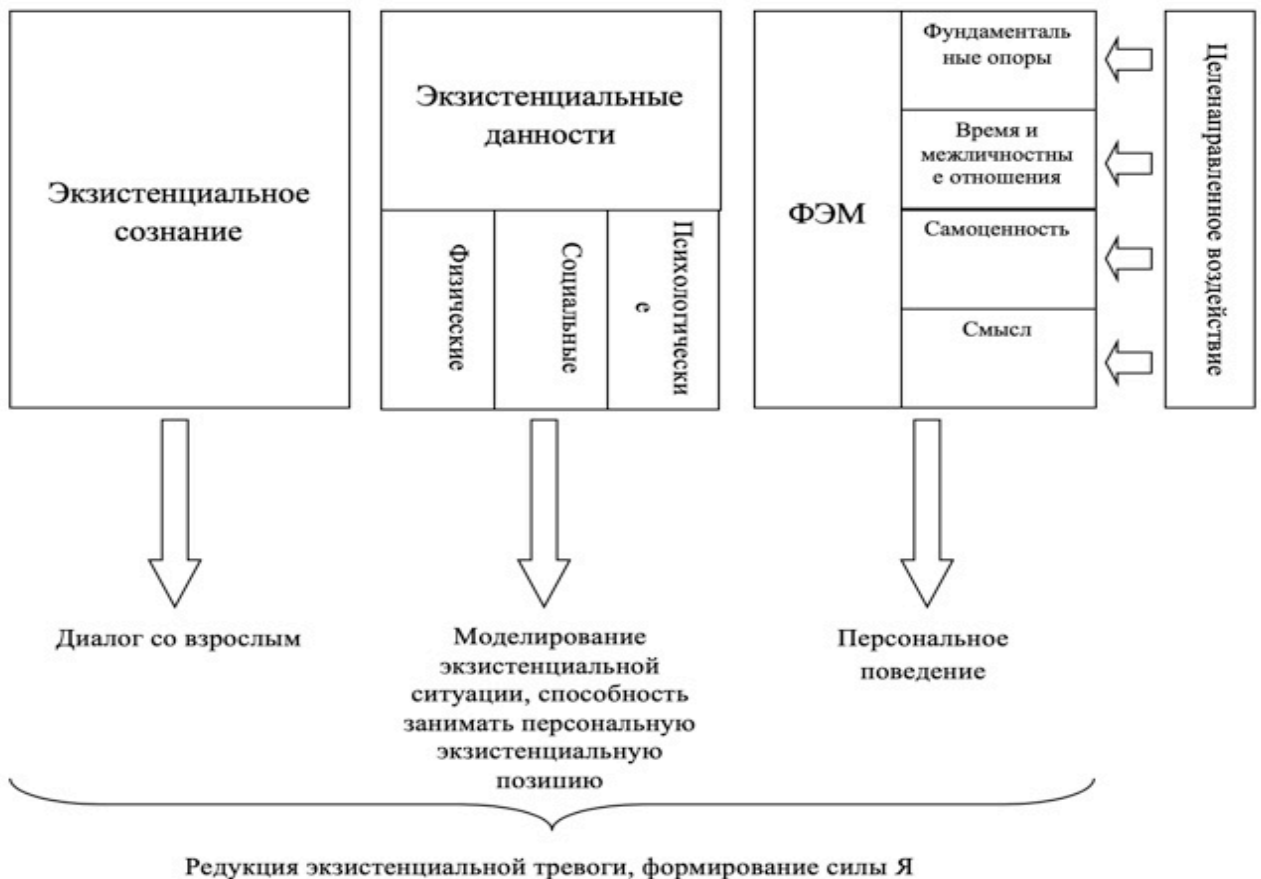 Экзистенциальное
сознание
Экзистенциальные
данности
Физические
Социальные
Психологически
е
ФЭМ
Фундаменталь
ные опоры
Время и
межличностны
е отношения
Самоценность
Смысл
Целенаправленное воздействие
Диалог со взрослым
Моделирование
экзистенциальной
ситуации, способность
занимать персональную
экзистенциальную
позицию
Персональное
поведение
Редукция экзистенциальной тревоги, формирование силы Я